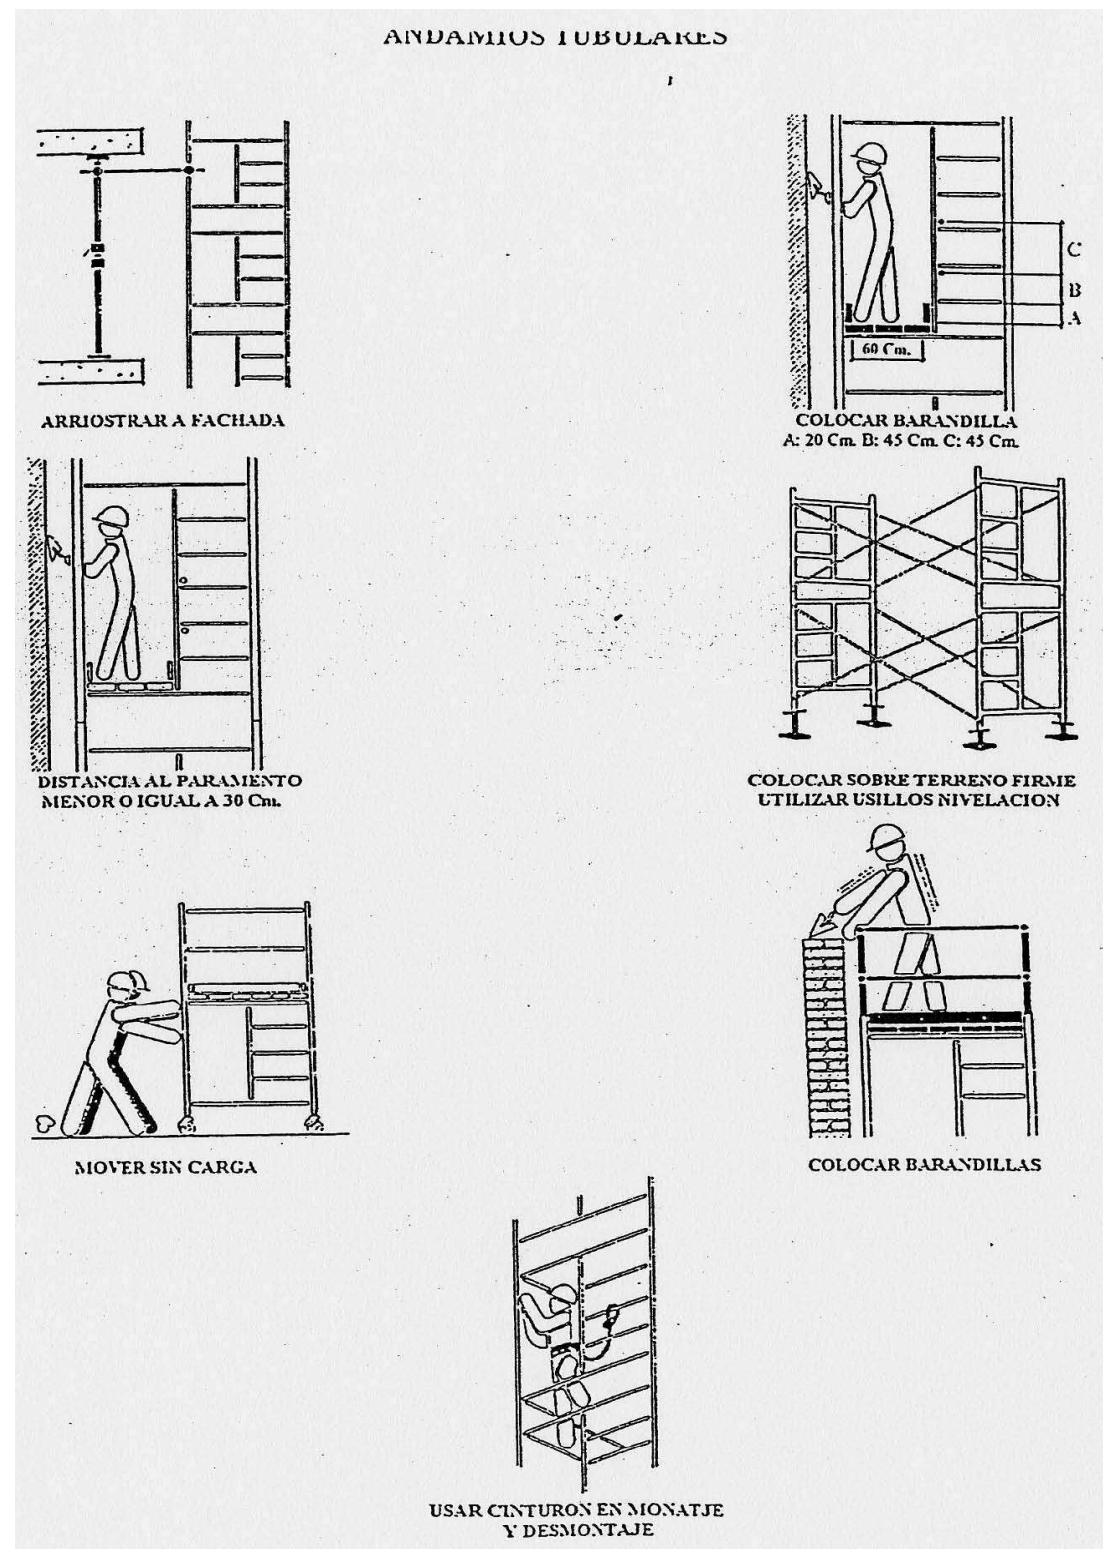 ANDAMIOS TUBULARES
ARRIOSTRAR A FACHADA
C
B
A
60 Cm.
COLOCAR BARANDILLA
A: 20 Cm. B: 45 Cm. C: 45 Cm.
DISTANCIA AL PARAMENTO
MENOR O IGUAL A 30 Cm.
COLOCAR SOBRE TERRENO FIRME
UTILIZAR USILLOS NIVELACION
MOVER SIN CARGA
COLOCAR BARANDILLAS
USAR CINTURON EN MONATJE
Y DESMONTAJE